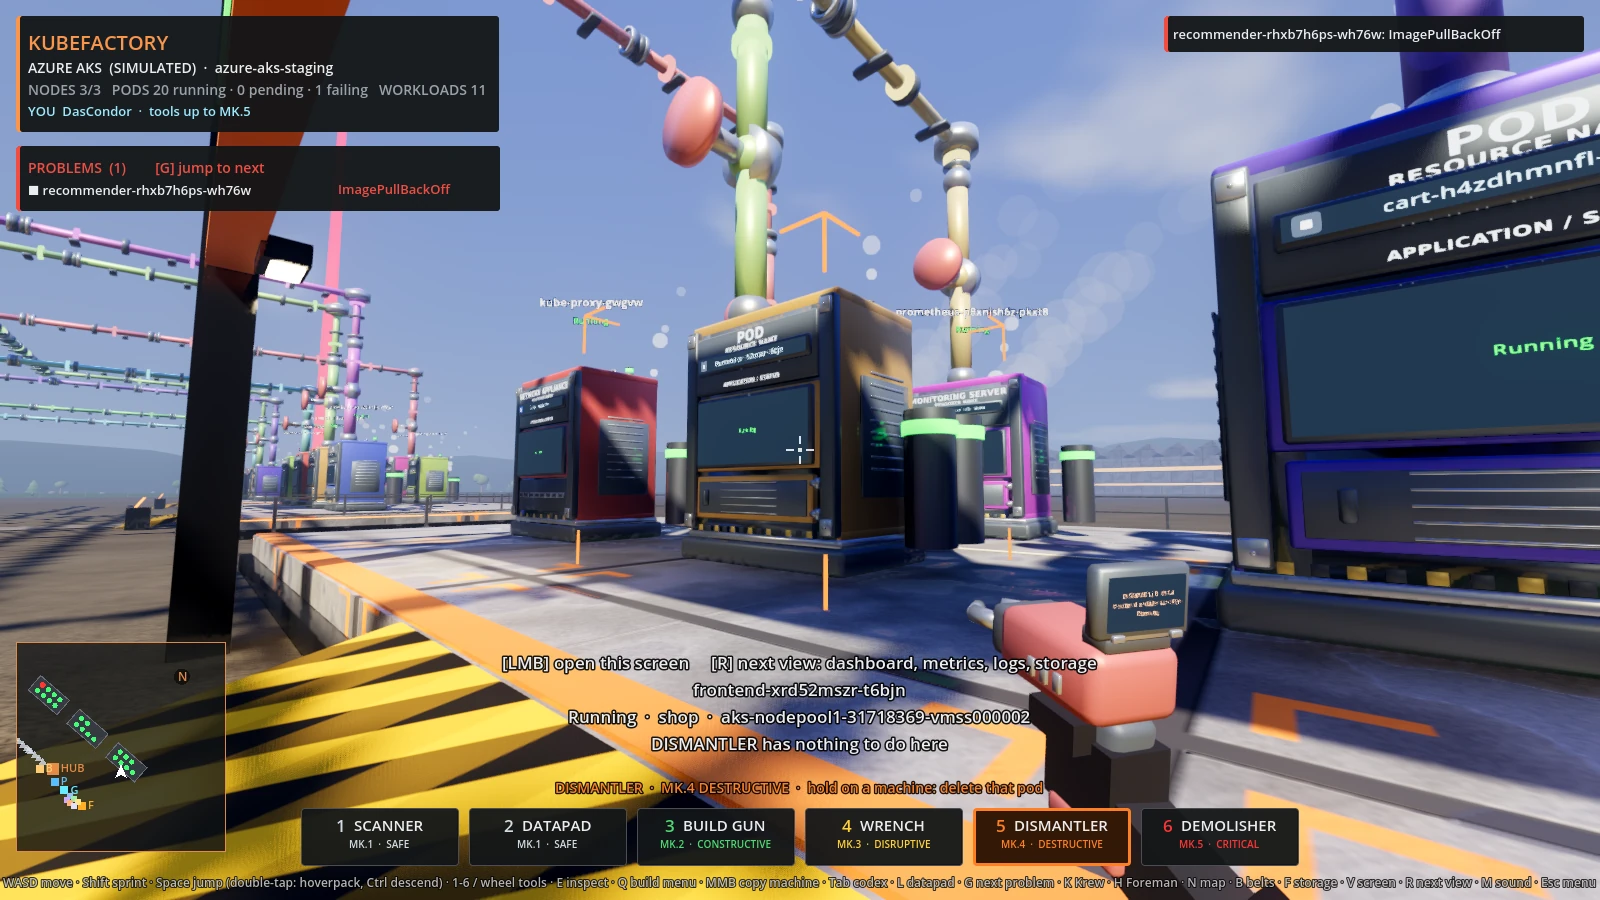 KUBEFACTORY
AZURE AKS (SIMULATED) · azure-aks-staging
NODES 3/3 PODS 20 running · 0 pending · 1 failing WORKLOADS 11
YOU DasCondor · tools up to MK.5
PROBLEMS (1) [G] jump to next
recommender-rhxb7h6ps-wh76w ImagePullBackOff
recommender-rhxb7h6ps-wh76w: ImagePullBackOff
POD
RESOURCE NA
cart-h4zdhmnfl-
APPLICATION / S
Running
kube-proxy-gwgvw
Running
POD
RESOURCE NAME
NETWORK APPLIANCE
MONITORING SERVER
[LMB] open this screen [R] next view: dashboard, metrics, logs, storage
frontend-xrd52mszr-t6bjn
Running · shop · aks-nodepool1-31718369-vmss000002
DISMANTLER has nothing to do here
DISMANTLER · MK.4 DESTRUCTIVE · hold on a machine: delete that pod
N
B HUB
P
G
F
1 SCANNER
MK.1 · SAFE
2 DATAPAD
MK.1 · SAFE
3 BUILD GUN
MK.2 · CONSTRUCTIVE
4 WRENCH
MK.3 · DISRUPTIVE
5 DISMANTLER
MK.4 · DESTRUCTIVE
6 DEMOLISHER
MK.5 · CRITICAL
WASD move · Shift sprint · Space jump (double-tap: hoverpack, Ctrl descend) · 1-6 / wheel tools · E inspect · Q build menu · MMB copy machine · Tab codex · L datapad · G next problem · K Krew · H Foreman · N map · B belts · F storage · V screen · R next view · M sound · Esc menu